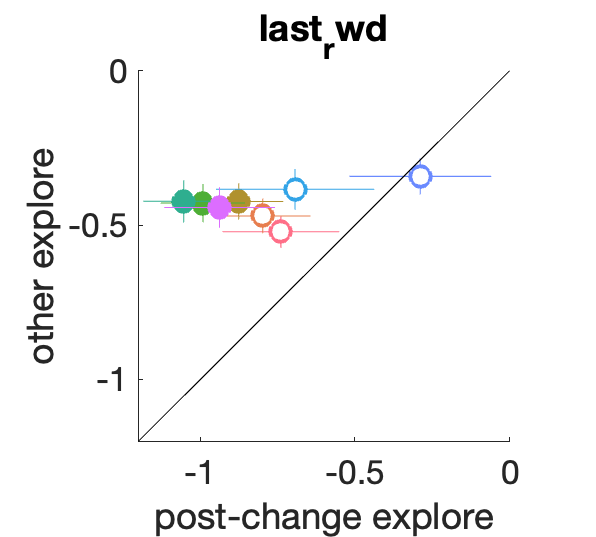 last_rwd
0
-0.5
-1
other explore
-1 -0.5 0
post-change explore